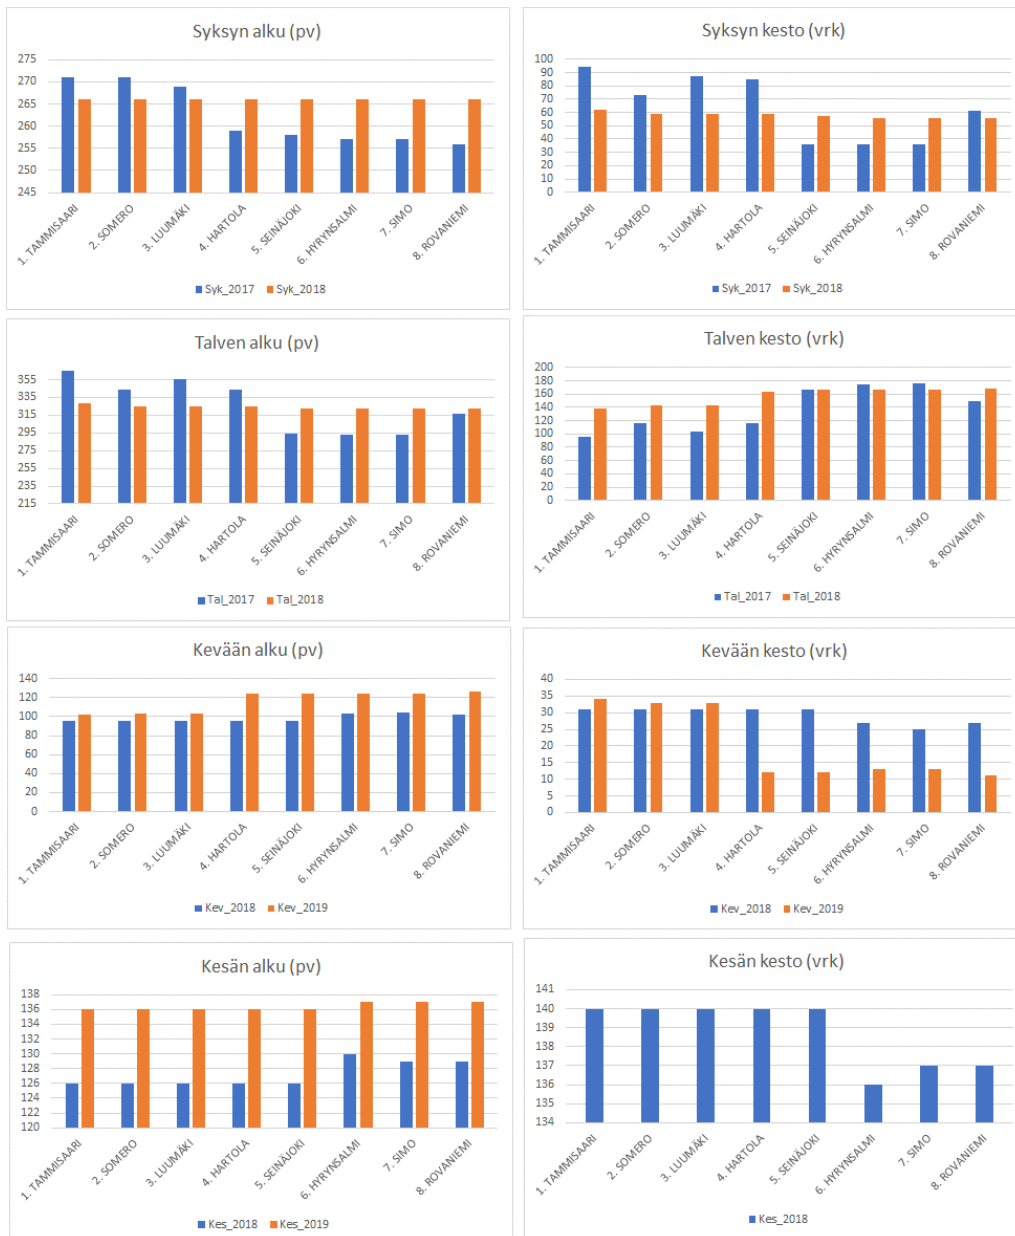 Syksyn alku (pv)
275
270
265
260
255
250
245
1. TAMMISAARI
2. SOMERO
3. LUUMÄKI
4. HARTOLA
5. SEINÄJOKI
6. HYRYNSALMI
7. SIMO
8. ROVANIEMI
Syk_2017 Syk_2018
Syksyn kesto (vrk)
100
90
80
70
60
50
40
30
20
10
0
1. TAMMISAARI
2. SOMERO
3. LUUMÄKI
4. HARTOLA
5. SEINÄJOKI
6. HYRYNSALMI
7. SIMO
8. ROVANIEMI
Syk_2017 Syk_2018
Talven alku (pv)
355
335
315
295
275
255
235
215
1. TAMMISAARI
2. SOMERO
3. LUUMÄKI
4. HARTOLA
5. SEINÄJOKI
6. HYRYNSALMI
7. SIMO
8. ROVANIEMI
Tal_2017 Tal_2018
Talven kesto (vrk)
200
180
160
140
120
100
80
60
40
20
0
1. TAMMISAARI
2. SOMERO
3. LUUMÄKI
4. HARTOLA
5. SEINÄJOKI
6. HYRYNSALMI
7. SIMO
8. ROVANIEMI
Tal_2017 Tal_2018
Kevään alku (pv)
140
120
100
80
60
40
20
0
1. TAMMISAARI
2. SOMERO
3. LUUMÄKI
4. HARTOLA
5. SEINÄJOKI
6. HYRYNSALMI
7. SIMO
8. ROVANIEMI
Kev_2018 Kev_2019
Kevään kesto (vrk)
40
35
30
25
20
15
10
5
0
1. TAMMISAARI
2. SOMERO
3. LUUMÄKI
4. HARTOLA
5. SEINÄJOKI
6. HYRYNSALMI
7. SIMO
8. ROVANIEMI
Kev_2018 Kev_2019
Kesän alku (pv)
138
136
134
132
130
128
126
124
122
120
1. TAMMISAARI
2. SOMERO
3. LUUMÄKI
4. HARTOLA
5. SEINÄJOKI
6. HYRYNSALMI
7. SIMO
8. ROVANIEMI
Kes_2018 Kes_2019
Kesän kesto (vrk)
141
140
139
138
137
136
135
134
1. TAMMISAARI
2. SOMERO
3. LUUMÄKI
4. HARTOLA
5. SEINÄJOKI
6. HYRYNSALMI
7. SIMO
8. ROVANIEMI
Kes_2018